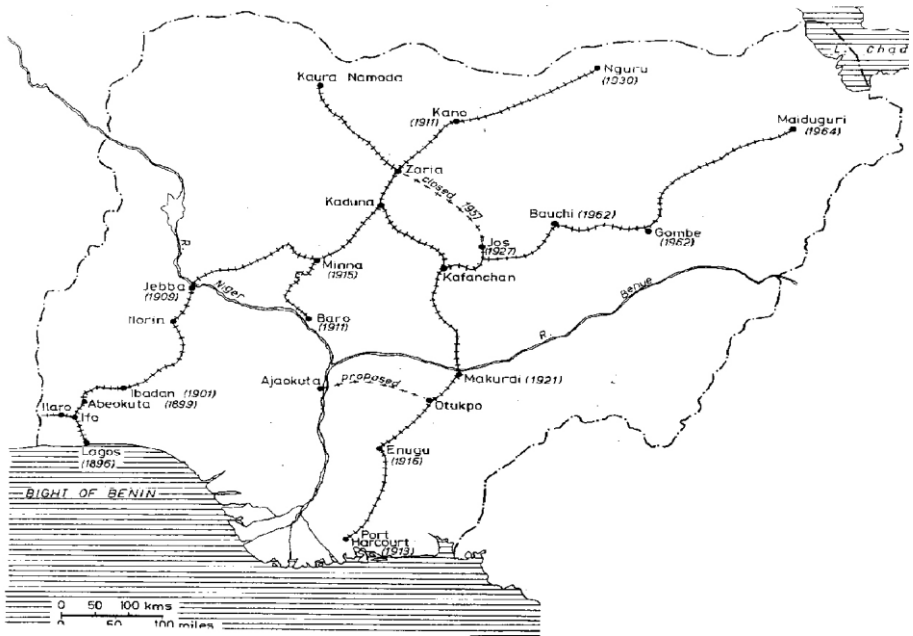 L. Chad
Nguru
(1930)
Kaura Namoda
Kano
(1911)
Maiduguri
(1964)
Zaria
closed 1957
Kaduna
Bauchi (1962)
Gombe
(1962)
Jos
(1927)
Kafanchan
Minna
(1915)
Jebba
(1909)
R.
Niger
R. Benue
Baro
(1911)
Ilorin
Ajaokuta
proposed
Makurdi (1921)
Otukpo
Ibadan (1901)
Abeokuta (1899)
Ilaro
Ifo
Lagos
(1896)
Enugu
(1916)
BIGHT OF BENIN
Port
Harcourt
(1913)
0 50 100 kms
0 50 100 miles